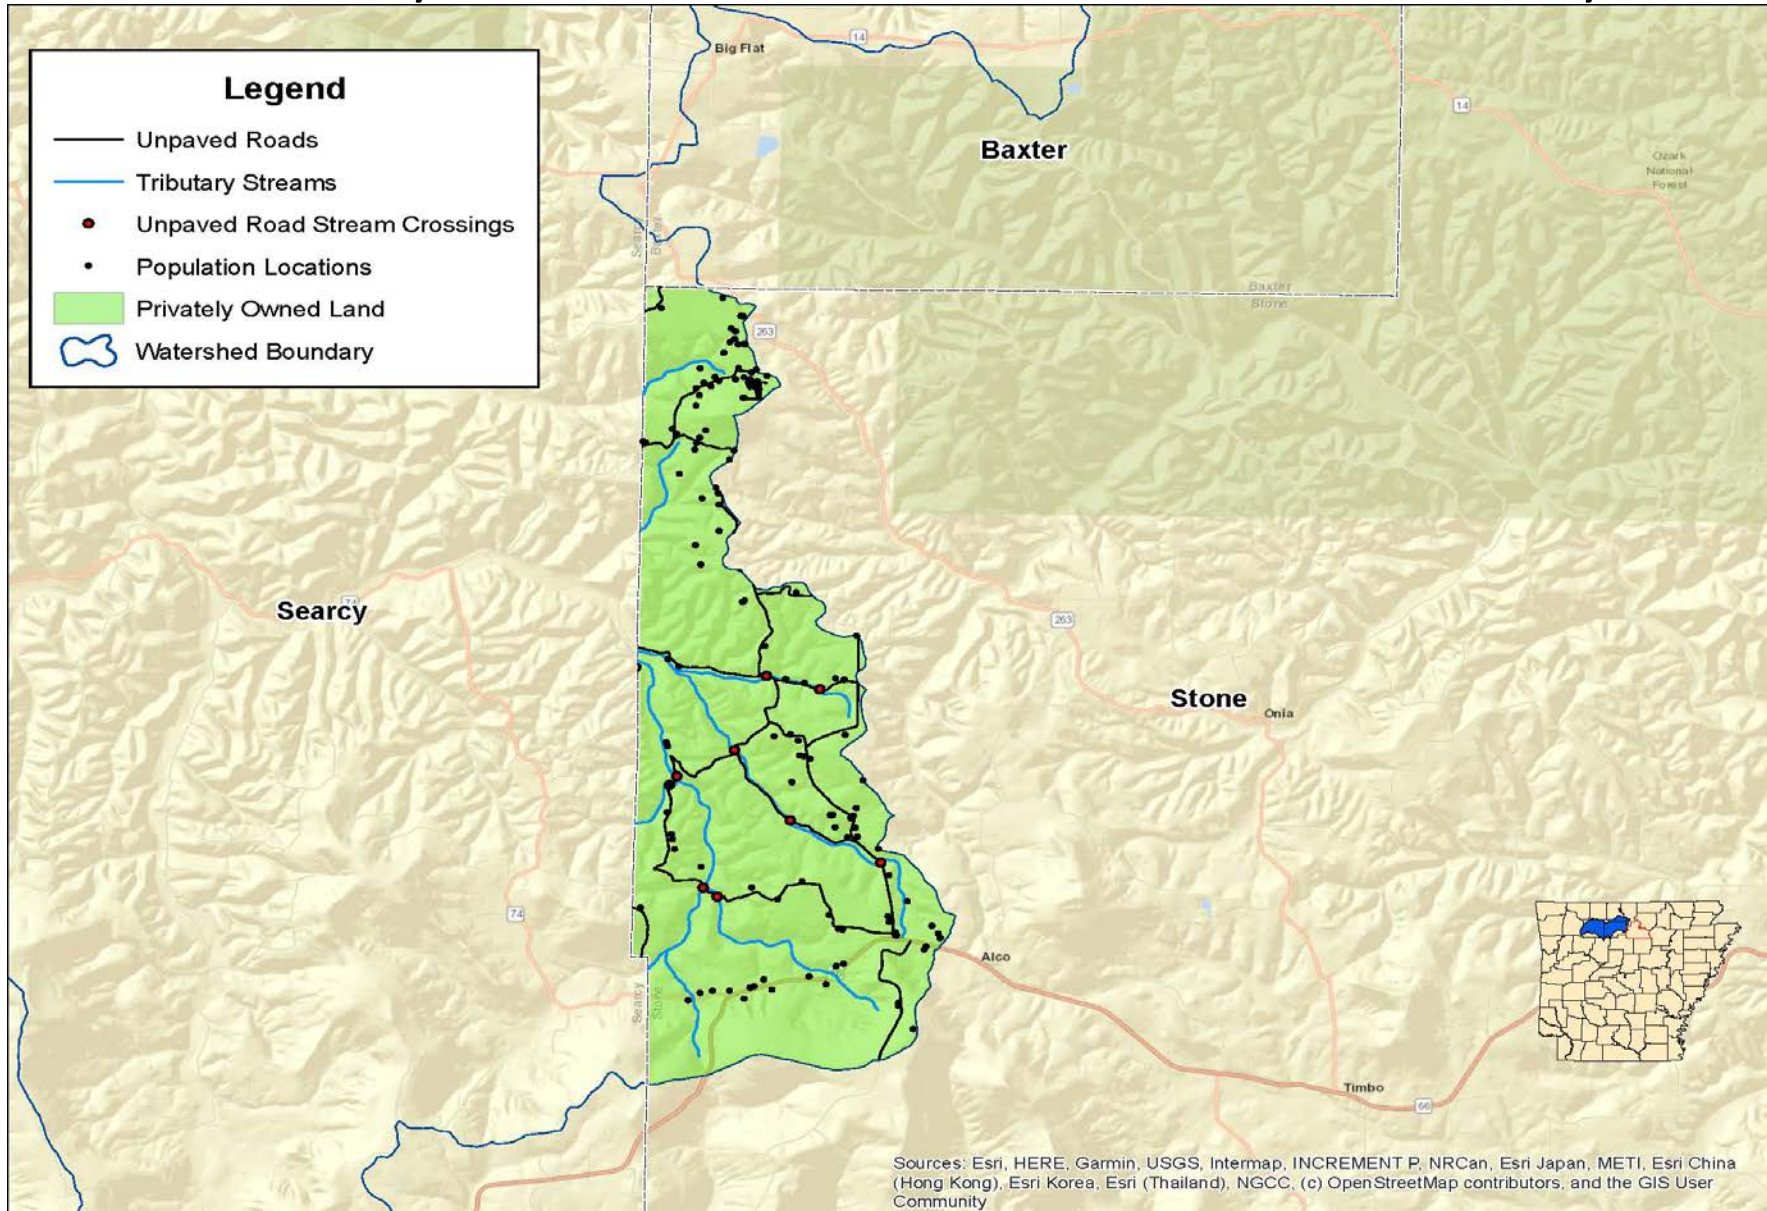 Big Flat
14
Legend
Unpaved Roads
Tributary Streams
Unpaved Road Stream Crossings
Population Locations
Privately Owned Land
Watershed Boundary
Baxter
14
Ozark
National
Forest
Searcy
Baxter
Baxter
Stone
263
Searcy
74
263
Stone
Onia
74
Alco
Searcy
Stone
Timbo
66
Sources: Esri, HERE, Garmin, USGS, Intermap, INCREMENT P, NRCan, Esri Japan, METI, Esri China
(Hong Kong), Esri Korea, Esri (Thailand), NGCC, (c) OpenStreetMap contributors, and the GIS User
Community